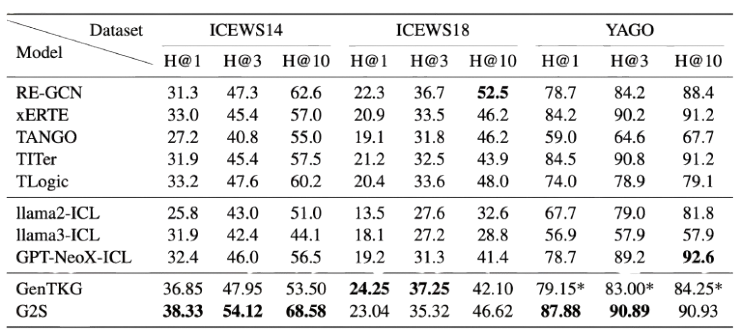 Dataset ICEWS14 ICEWS18 YAGO
Model H@1 H@3 H@10 H@1 H@3 H@10 H@1 H@3 H@10
RE-GCN 31.3 47.3 62.6 22.3 36.7 52.5 78.7 84.2 88.4
xERTE 33.0 45.4 57.0 20.9 33.5 46.2 84.2 90.2 91.2
TANGO 27.2 40.8 55.0 19.1 31.8 46.2 59.0 64.6 67.7
TITer 31.9 45.4 57.5 21.2 32.5 43.9 84.5 90.8 91.2
TLogic 33.2 47.6 60.2 20.4 33.6 48.0 74.0 78.9 79.1
llama2-ICL 25.8 43.0 51.0 13.5 27.6 32.6 67.7 79.0 81.8
llama3-ICL 31.9 42.4 44.1 18.1 27.2 28.8 56.9 57.9 57.9
GPT-NeoX-ICL 32.4 46.0 56.5 19.2 31.3 41.4 78.7 89.2 92.6
GenTKG 36.85 47.95 53.50 24.25 37.25 42.10 79.15* 83.00* 84.25*
G2S 38.33 54.12 68.58 23.04 35.32 46.62 87.88 90.89 90.93